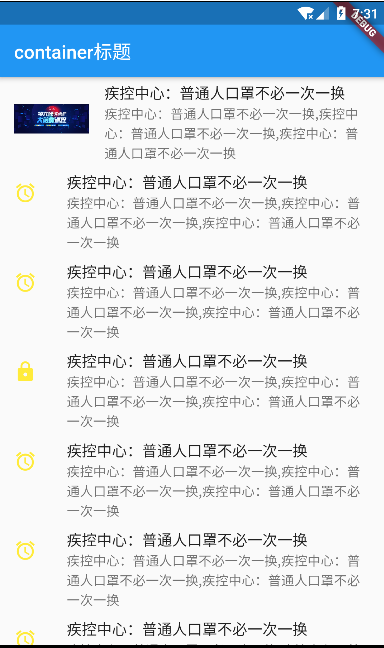 7:31
DEBUG
container标题
疾控中心：普通人口罩不必一次一换
疾控中心：普通人口罩不必一次一换,疾控中
心：普通人口罩不必一次一换,疾控中心：
普通人口罩不必一次一换
疾控中心：普通人口罩不必一次一换
疾控中心：普通人口罩不必一次一换,疾控中心：普
通人口罩不必一次一换,疾控中心：普通人口罩不必
一次一换
疾控中心：普通人口罩不必一次一换
疾控中心：普通人口罩不必一次一换,疾控中心：普
通人口罩不必一次一换,疾控中心：普通人口罩不必
一次一换
疾控中心：普通人口罩不必一次一换
疾控中心：普通人口罩不必一次一换,疾控中心：普
通人口罩不必一次一换,疾控中心：普通人口罩不必
一次一换
疾控中心：普通人口罩不必一次一换
疾控中心：普通人口罩不必一次一换,疾控中心：普
通人口罩不必一次一换,疾控中心：普通人口罩不必
一次一换
疾控中心：普通人口罩不必一次一换
疾控中心：普通人口罩不必一次一换,疾控中心：普
通人口罩不必一次一换,疾控中心：普通人口罩不必
一次一换
疾控中心：普通人口罩不必一次一换